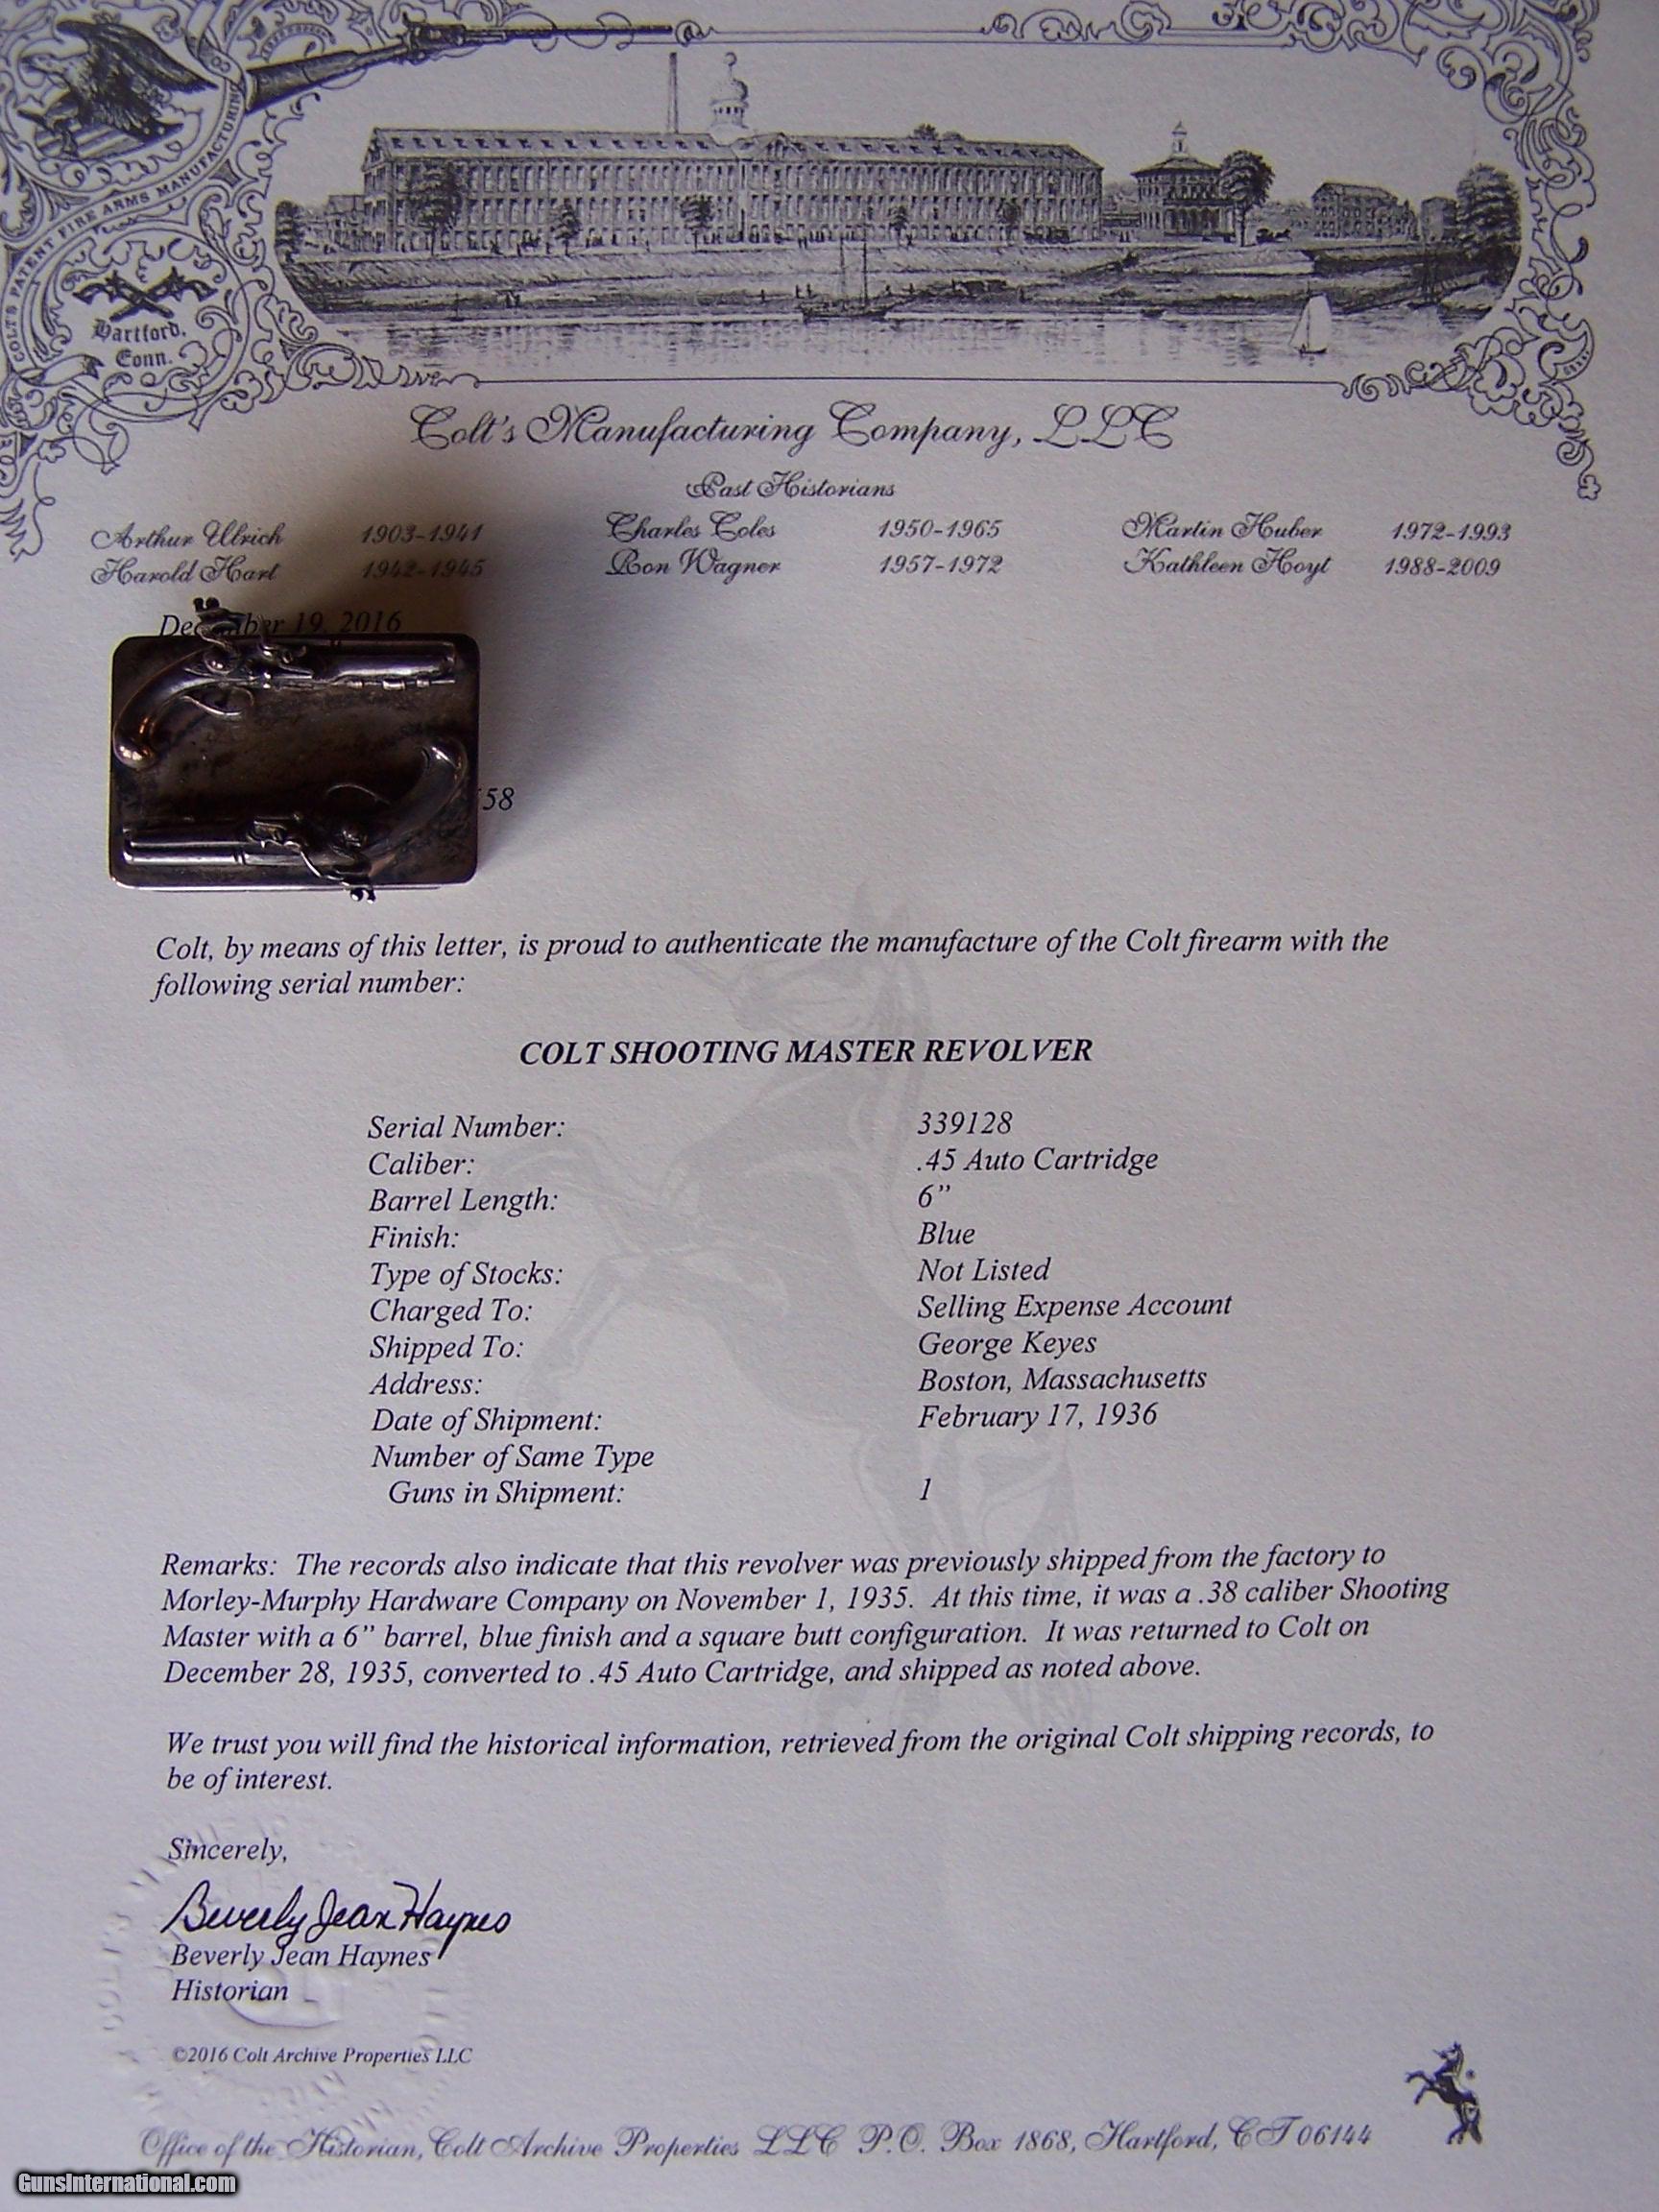 COLT'S PATENT FIRE ARMS MANUFACTURING
Hartford,
Conn.
Colt's Manufacturing Company, LLC
Past Historians
Arthur Ulrich 1903-1941 Charles Coles 1950-1965 Martin Huber 1972-1993
Harold Hart 1942-1945 Ron Wagner 1957-1972 Kathleen Hoyt 1988-2009
19, 2016
58
Colt, by means of this letter, is proud to authenticate the manufacture of the Colt firearm with the
following serial number:
COLT SHOOTING MASTER REVOLVER
Serial Number: 339128
Caliber: .45 Auto Cartridge
Barrel Length: 6”
Finish: Blue
Type of Stocks: Not Listed
Charged To: Selling Expense Account
Shipped To: George Keyes
Address: Boston, Massachusetts
Date of Shipment: February 17, 1936
Number of Same Type
Guns in Shipment: 1
Remarks: The records also indicate that this revolver was previously shipped from the factory to
Morley-Murphy Hardware Company on November 1, 1935. At this time, it was a .38 caliber Shooting
Master with a 6” barrel, blue finish and a square butt configuration. It was returned to Colt on
December 28, 1935, converted to .45 Auto Cartridge, and shipped as noted above.
We trust you will find the historical information, retrieved from the original Colt shipping records, to
be of interest.
Sincerely,
Beverly Jean Haynes
Beverly Jean Haynes
Historian
©2016 Colt Archive Properties LLC
Office of the Historian, Colt Archive Properties LLC P.O. Box 1868, Hartford, CT 06144
GunsInternational.com